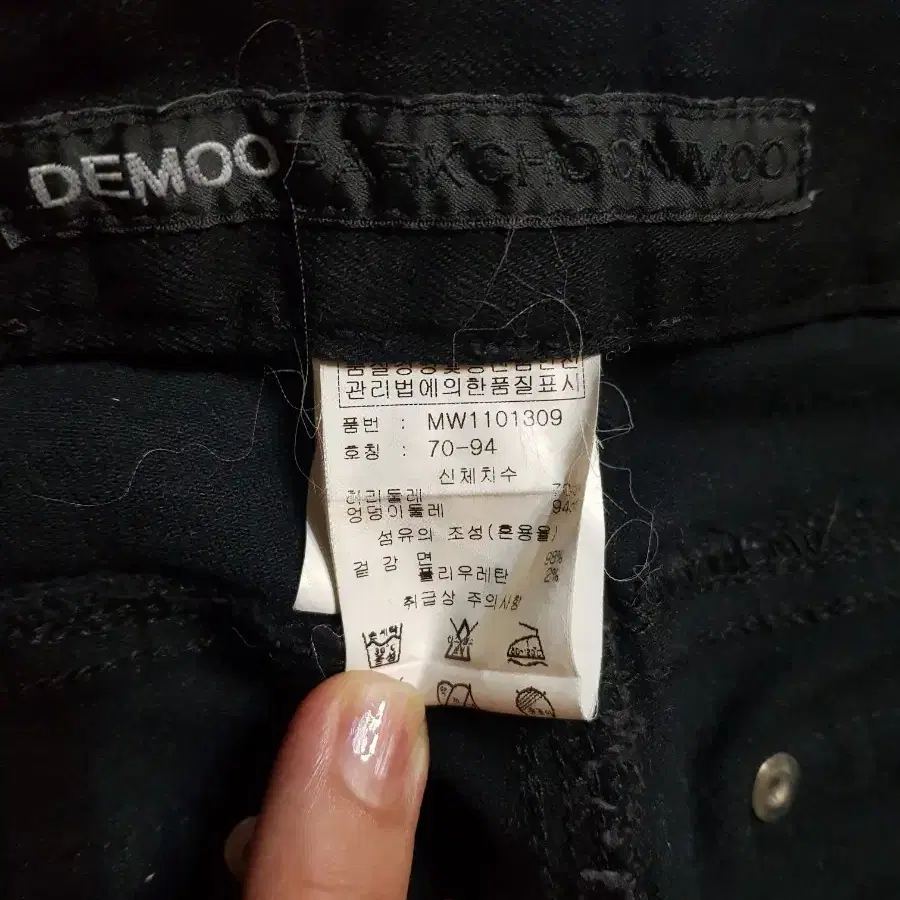 DEMOO PARKCHOONMOO
관리법에의한품질표시
품번 : MW1101309
호칭 : 70-94
신체치수
허리둘레
엉덩이둘레
섬유의 조성(혼용율)
겉 감 면 98%
폴리우레탄 2%
취급상 주의사항